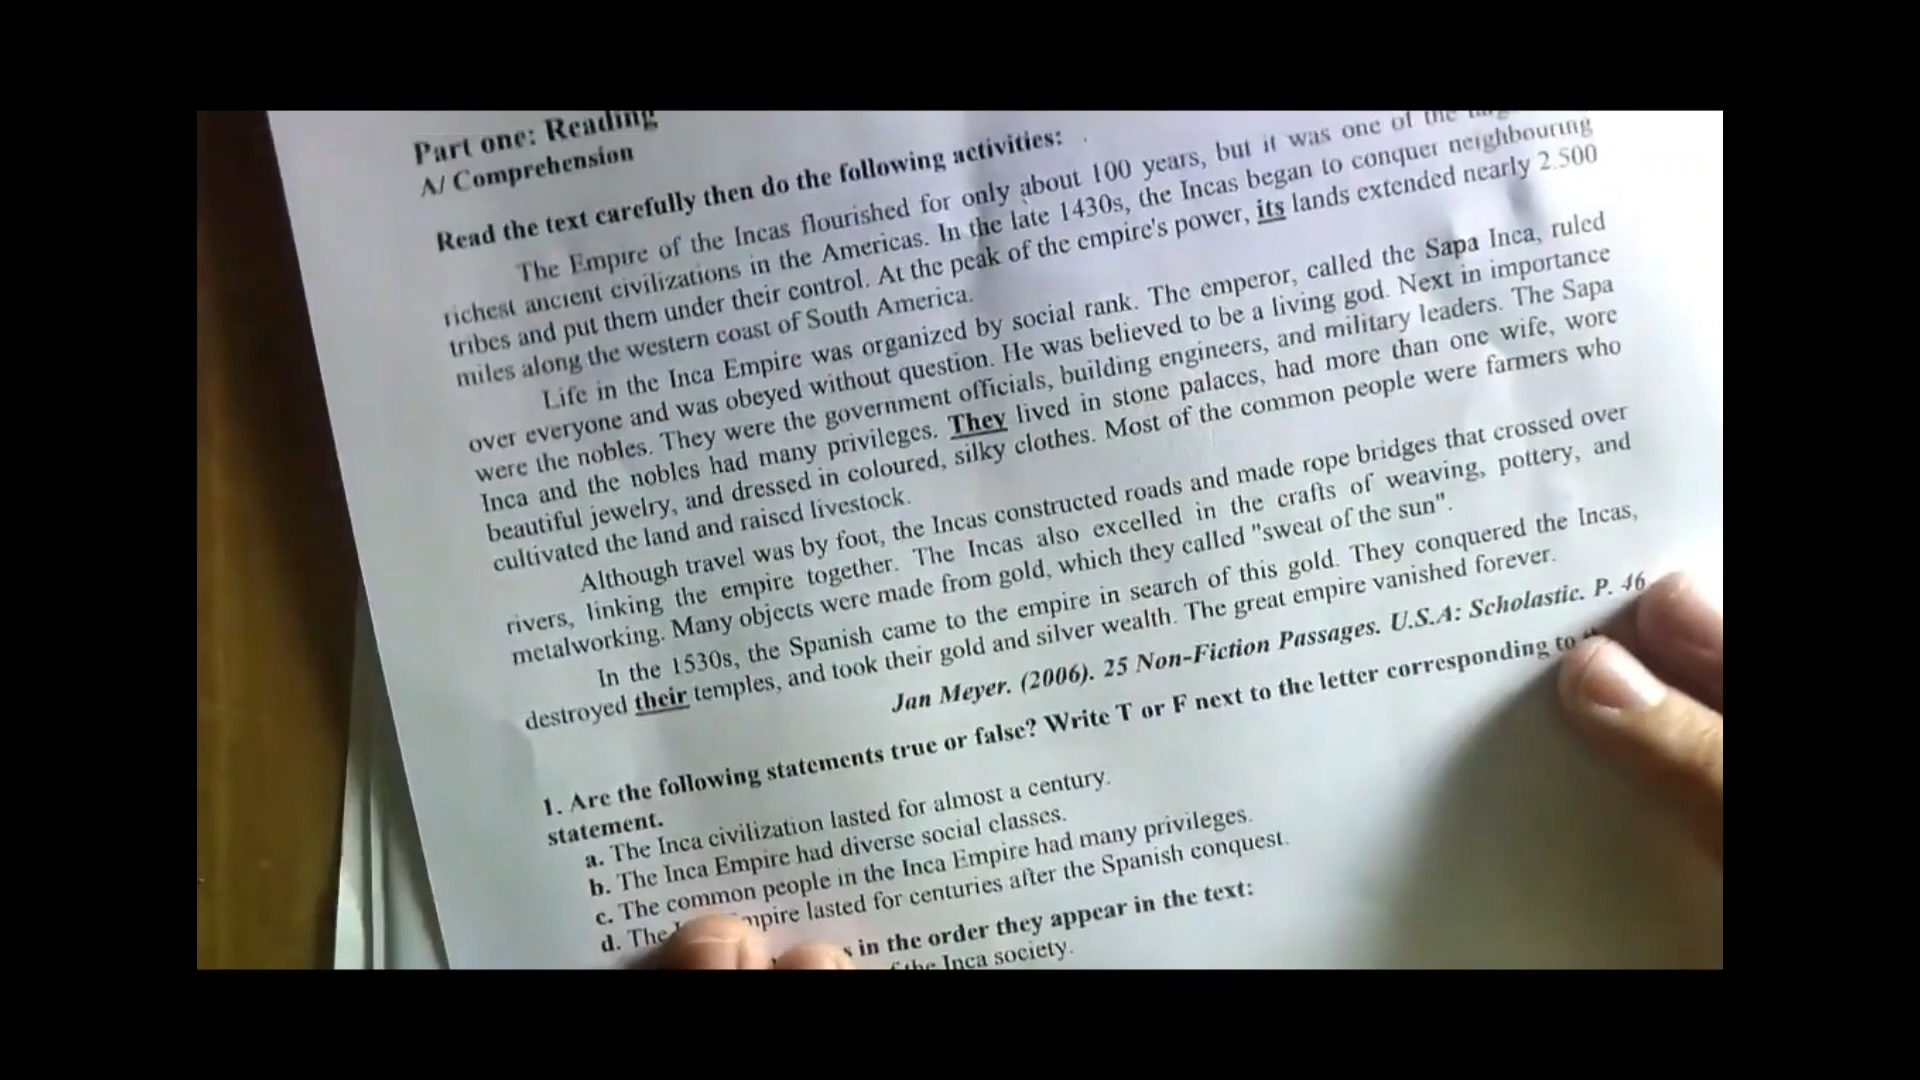 Part one: Reading
A/ Comprehension
Read the text carefully then do the following activities:
The Empire of the Incas flourished for only about 100 years, but it was one of the
richest ancient civilizations in the Americas. In the late 1430s, the Incas began to conquer neighbouring
tribes and put them under their control. At the peak of the empire's power, its lands extended nearly 2.500
miles along the western coast of South America.
Life in the Inca Empire was organized by social rank. The emperor, called the Sapa Inca, ruled
over everyone and was obeyed without question. He was believed to be a living god. Next in importance
were the nobles. They were the government officials, building engineers, and military leaders. The Sapa
Inca and the nobles had many privileges. They lived in stone palaces, had more than one wife, wore
beautiful jewelry, and dressed in coloured, silky clothes. Most of the common people were farmers who
cultivated the land and raised livestock.
Although travel was by foot, the Incas constructed roads and made rope bridges that crossed over
rivers, linking the empire together. The Incas also excelled in the crafts of weaving, pottery, and
metalworking. Many objects were made from gold, which they called "sweat of the sun".
In the 1530s, the Spanish came to the empire in search of this gold. They conquered the Incas,
destroyed their temples, and took their gold and silver wealth. The great empire vanished forever.
Jan Meyer. (2006). 25 Non-Fiction Passages. U.S.A: Scholastic. P. 46
1. Are the following statements true or false? Write T or F next to the letter corresponding to
statement.
a. The Inca civilization lasted for almost a century.
b. The Inca Empire had diverse social classes.
c. The common people in the Inca Empire had many privileges.
d. The lasted for centuries after the Spanish conquest.
in the order they appear in the text:
the Inca society.